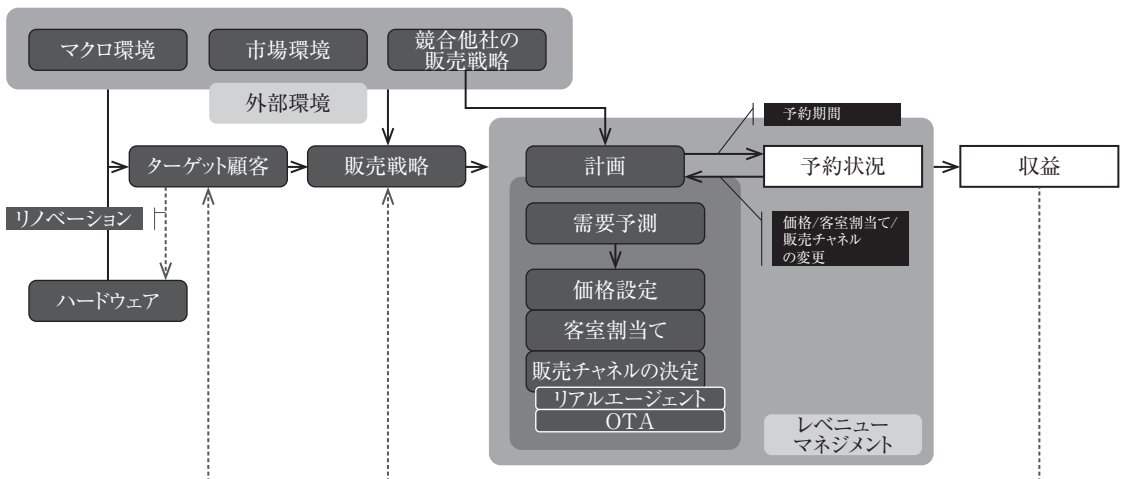 マクロ環境
市場環境
競合他社の
販売戦略
外部環境
予約期間
ターゲット顧客
販売戦略
計画
予約状況
収益
リノベーション
需要予測
価格/客室割当て/
販売チャネル
の変更
ハードウェア
価格設定
客室割当て
販売チャネルの決定
リアルエージェント
OTA
レベニュー
マネジメント